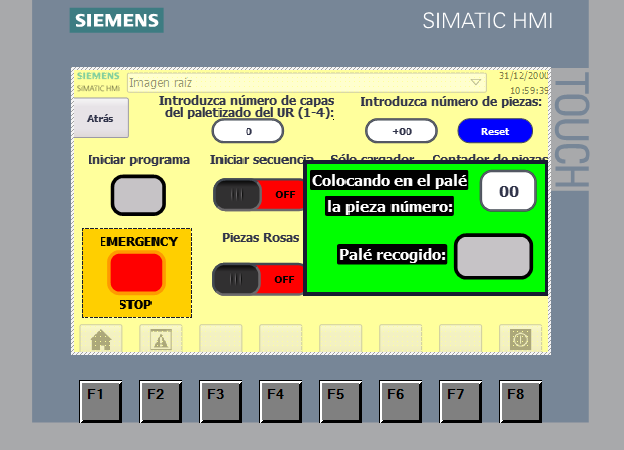 SIEMENS
SIMATIC HMI
TOUCH
SIEMENS
SIMATIC HMI
Imagen raíz
31/12/2000
10:59:39
Atrás
Introduzca número de capas
del paletizado del UR (1-4):
0
Introduzca número de piezas:
+00
Reset
Iniciar programa
Iniciar secuencia
Sólo cargador
Contador de piezas
OFF
Colocando en el palé
la pieza número:
00
EMERGENCY
STOP
Piezas Rosas
OFF
Palé recogido:
F1
F2
F3
F4
F5
F6
F7
F8